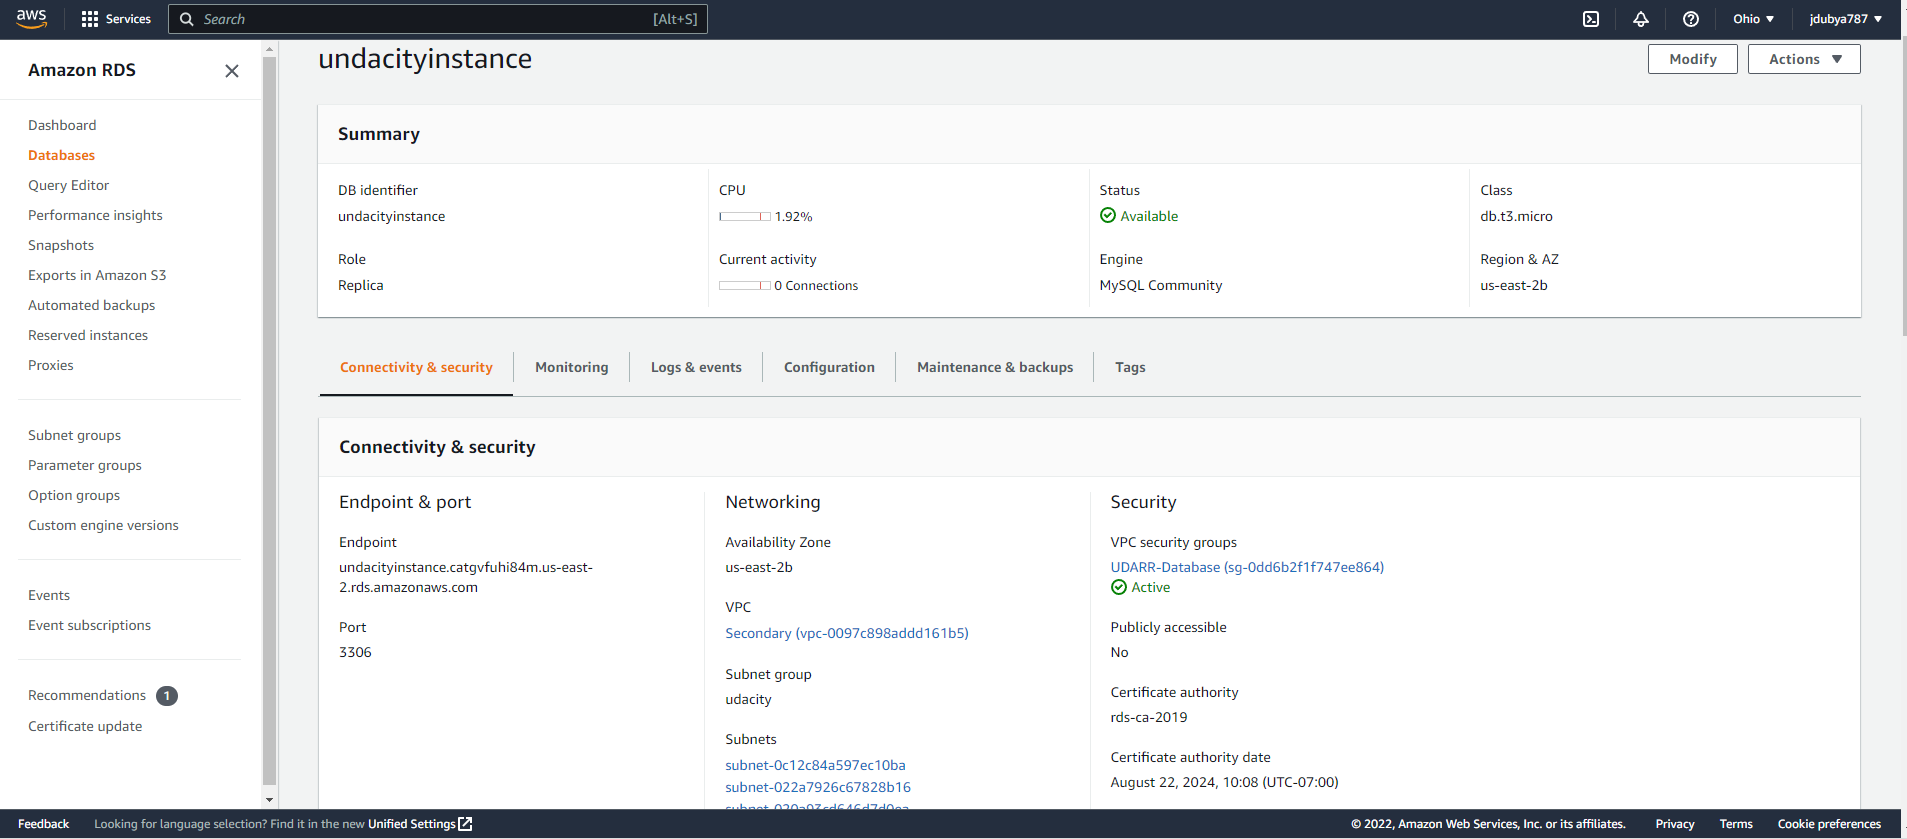 aws
Services
Search
[Alt+S]
Ohio
jdubya787
Amazon RDS
Dashboard
Databases
Query Editor
Performance insights
Snapshots
Exports in Amazon S3
Automated backups
Reserved instances
Proxies
Subnet groups
Parameter groups
Option groups
Custom engine versions
Events
Event subscriptions
Recommendations 1
Certificate update
undacityinstance
Modify
Actions
Summary
DB identifier
undacityinstance
CPU
1.92%
Status
Available
Class
db.t3.micro
Role
Replica
Current activity
0 Connections
Engine
MySQL Community
Region & AZ
us-east-2b
Connectivity & security
Monitoring
Logs & events
Configuration
Maintenance & backups
Tags
Connectivity & security
Endpoint & port
Endpoint
undacityinstance.catgvfuhi84m.us-east-
2.rds.amazonaws.com
Port
3306
Networking
Availability Zone
us-east-2b
VPC
Secondary (vpc-0097c898addd161b5)
Subnet group
udacity
Subnets
subnet-0c12c84a597ec10ba
subnet-022a7926c67828b16
Security
VPC security groups
UDARR-Database (sg-0dd6b2f1f747ee864)
Active
Publicly accessible
No
Certificate authority
rds-ca-2019
Certificate authority date
August 22, 2024, 10:08 (UTC-07:00)
Feedback
Looking for language selection? Find it in the new Unified Settings
© 2022, Amazon Web Services, Inc. or its affiliates.
Privacy
Terms
Cookie preferences